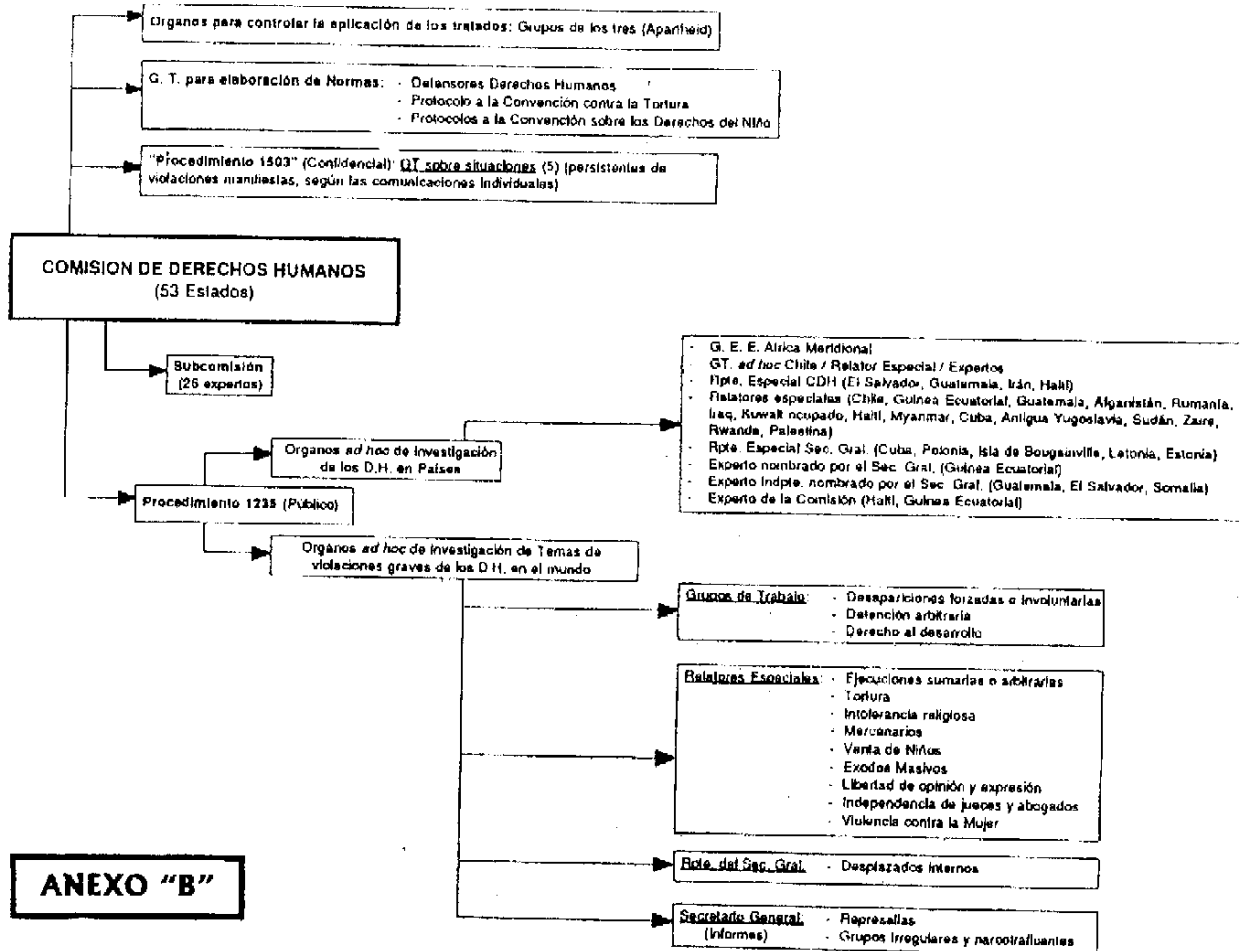 Organos para controlar la aplicación de los tratados: Grupos de los tres (Apartheid)
G. T. para elaboración de Normas: - Defensores Derechos Humanos
- Protocolo a la Convención contra la Tortura
- Protocolos a la Convención sobre los Derechos del Niño
"Procedimiento 1503" (Confidencial): GT sobre situaciones (5) (persistentes de
violaciones manifiestas, según las comunicaciones individuales)
COMISION DE DERECHOS HUMANOS
(53 Estados)
Subcomisión
(26 expertos)
Procedimiento 1235 (Público)
Organos ad hoc de Investigación
de los D.H. en Países
- G. E. E. Africa Meridional
- GT. ad hoc Chile / Relator Especial / Expertos
- Rpte. Especial CDH (El Salvador, Guatemala, Irán, Haití)
- Relatores especiales (Chile, Guinea Ecuatorial, Guatemala, Afganistán, Rumanía,
Iraq, Kuwait ocupado, Haití, Myanmar, Cuba, Antigua Yugoslavia, Sudán, Zaire,
Rwanda, Palestina)
- Rpte. Especial Sec. Gral. (Cuba, Polonia, Isla de Bougainville, Letonia, Estonia)
- Experto nombrado por el Sec. Gral. (Guinea Ecuatorial)
- Experto Indpte. nombrado por el Sec. Gral. (Guatemala, El Salvador, Somalia)
- Experto de la Comisión (Haití, Guinea Ecuatorial)
Organos ad hoc de Investigación de Temas de
violaciones graves de los D.H. en el mundo
Grupos de Trabajo: - Desapariciones forzadas o Involuntarias
- Detención arbitraria
- Derecho al desarrollo
Relatores Especiales: - Ejecuciones sumarias o arbitrarias
- Tortura
- Intolerancia religiosa
- Mercenarios
- Venta de Niños
- Exodos Masivos
- Libertad de opinión y expresión
- Independencia de jueces y abogados
- Violencia contra la Mujer
Rpte. del Sec. Gral. - Desplazados Internos
Secretario General: - Represalias
(Informes) - Grupos Irregulares y narcotraficantes
ANEXO "B"